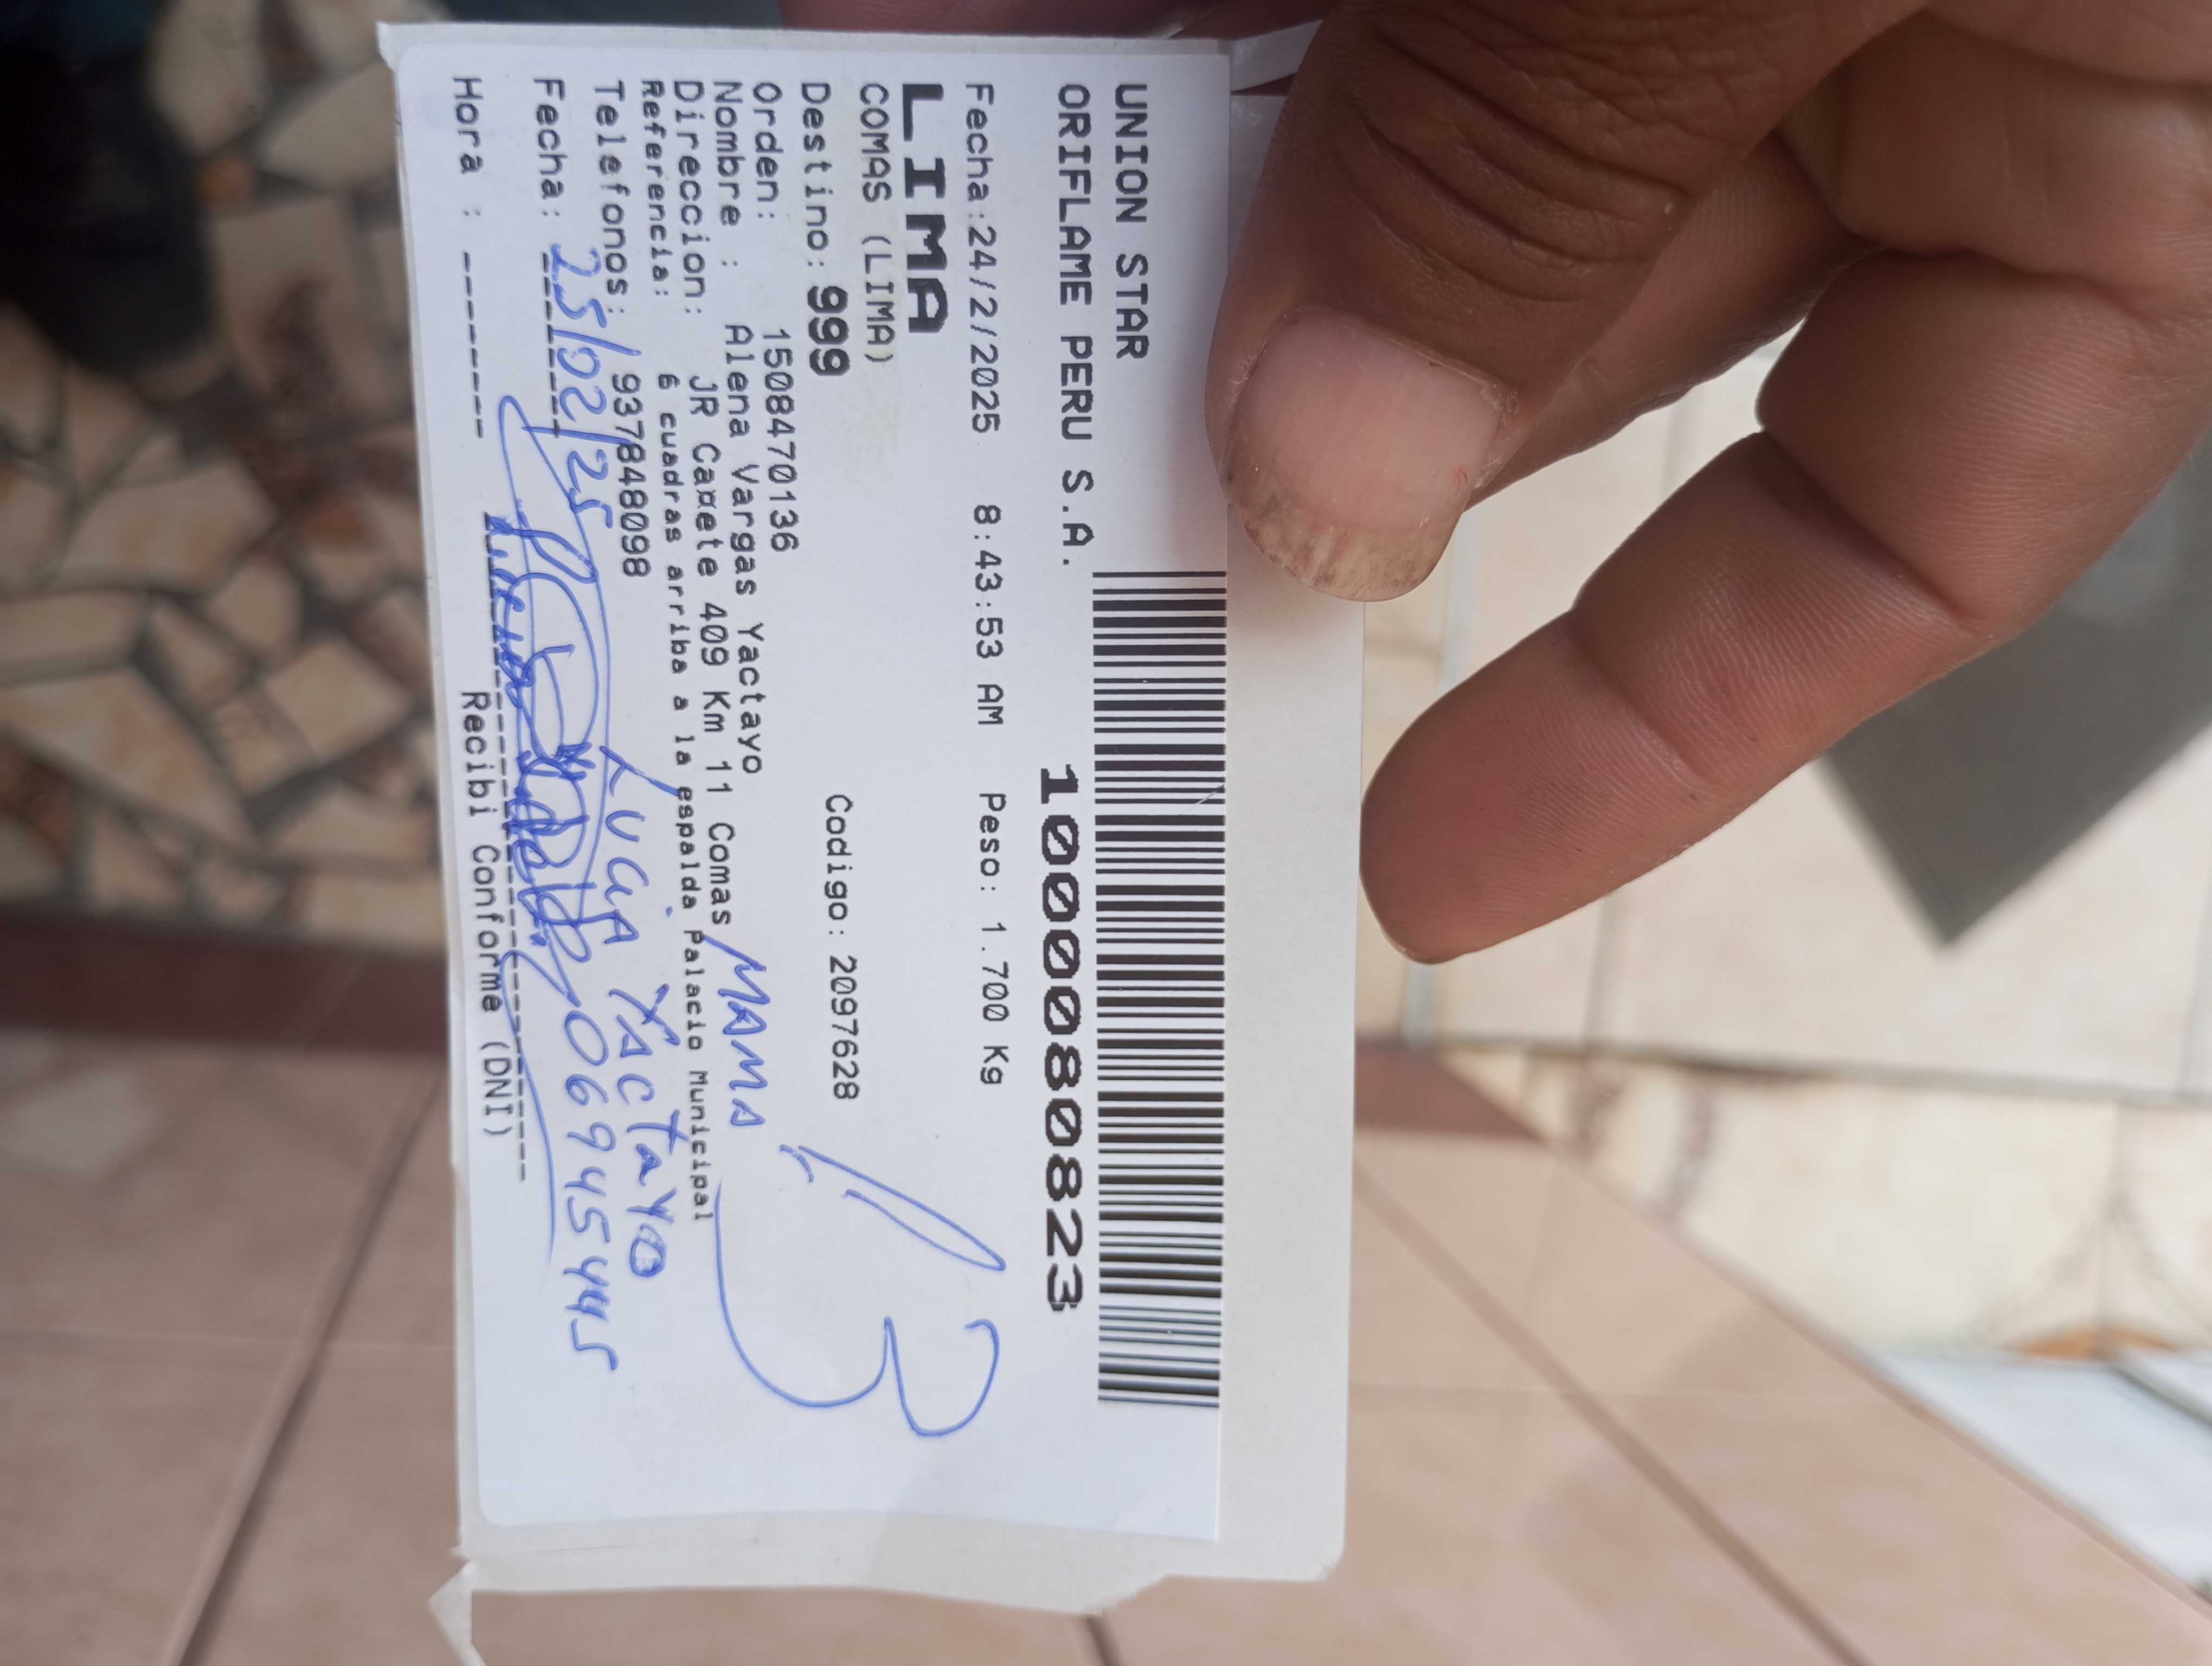 UNION STAR
ORIFLAME PERU S.A.
1000080823
Fecha:24/2/2025 8:43:53 AM Peso: 1.700 Kg
LIMA
COMAS (LIMA)
Destino: 999 Codigo: 2097628
Orden: 1508470136
Nombre : Alena Vargas Yactayo
MAMA
Direccion: JR Ca¤ete 409 Km 11 Comas
Referencia: 6 cuadras arriba a la espalda Palacio Municipal
Telefonos: 937848098
YACTAYO
Fecha: 25/02/25
06945445
Hora : --------
Recibi Conforme (DNI)